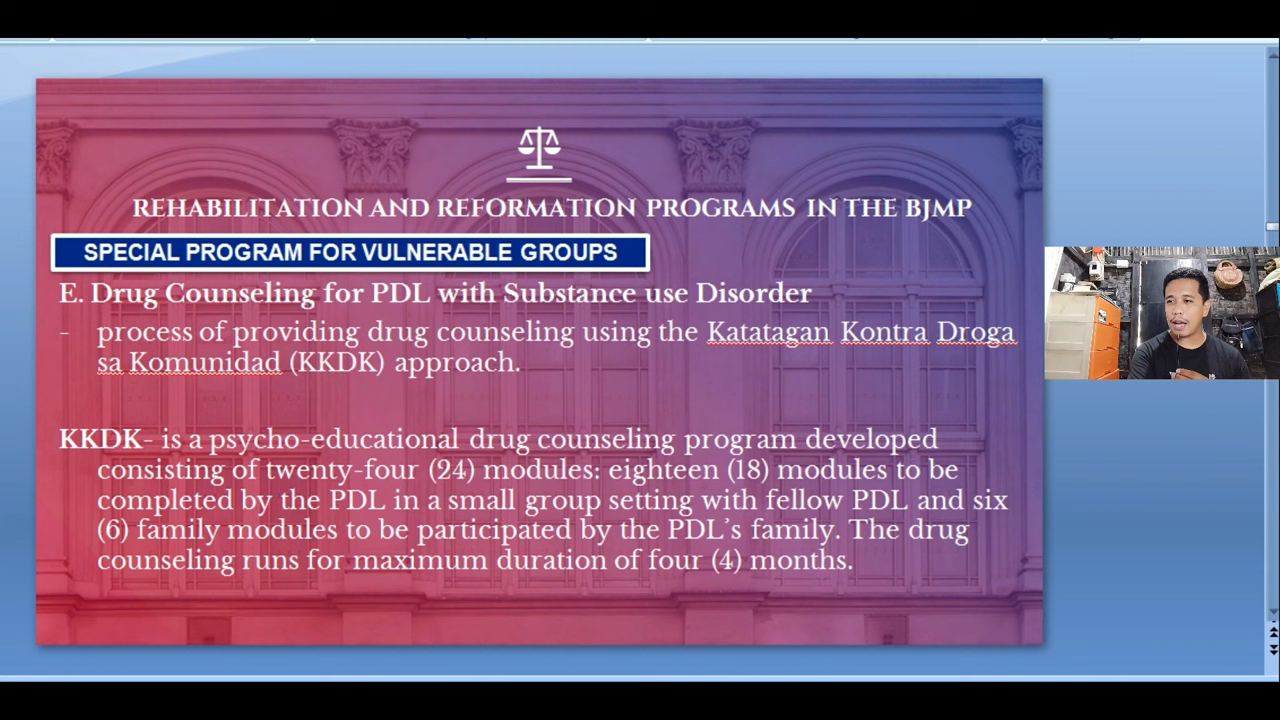 REHABILITATION AND REFORMATION PROGRAMS IN THE BJMP
SPECIAL PROGRAM FOR VULNERABLE GROUPS
E. Drug Counseling for PDL with Substance use Disorder
- process of providing drug counseling using the Katatagan Kontra Droga
sa Komunidad (KKDK) approach.
KKDK- is a psycho-educational drug counseling program developed
consisting of twenty-four (24) modules: eighteen (18) modules to be
completed by the PDL in a small group setting with fellow PDL and six
(6) family modules to be participated by the PDL’s family. The drug
counseling runs for maximum duration of four (4) months.